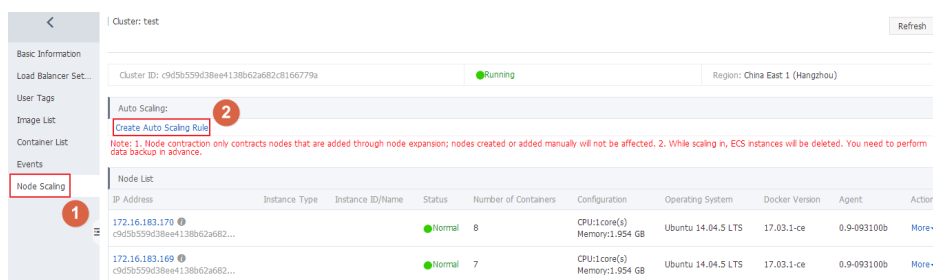 Cluster: test
Refresh
Basic Information
Load Balancer Set...
User Tags
Image List
Container List
Events
Node Scaling
1
Cluster ID: c9d5b559d38ee4138b62a682c8166779a
Running
Region: China East 1 (Hangzhou)
Auto Scaling:
2
Create Auto Scaling Rule
Note: 1. Node contraction only contracts nodes that are added through node expansion; nodes created or added manually will not be affected. 2. While scaling in, ECS instances will be deleted. You need to perform
data backup in advance.
Node List
IP Address Instance Type Instance ID/Name Status Number of Containers Configuration Operating System Docker Version Agent Action
172.16.183.170 Normal 8 CPU:1core(s) Ubuntu 14.04.5 LTS 17.03.1-ce 0.9-093100b More
c9d5b559d38ee4138b62a682... Memory:1.954 GB
172.16.183.169 Normal 7 CPU:1core(s) Ubuntu 14.04.5 LTS 17.03.1-ce 0.9-093100b More
c9d5b559d38ee4138b62a682... Memory:1.954 GB